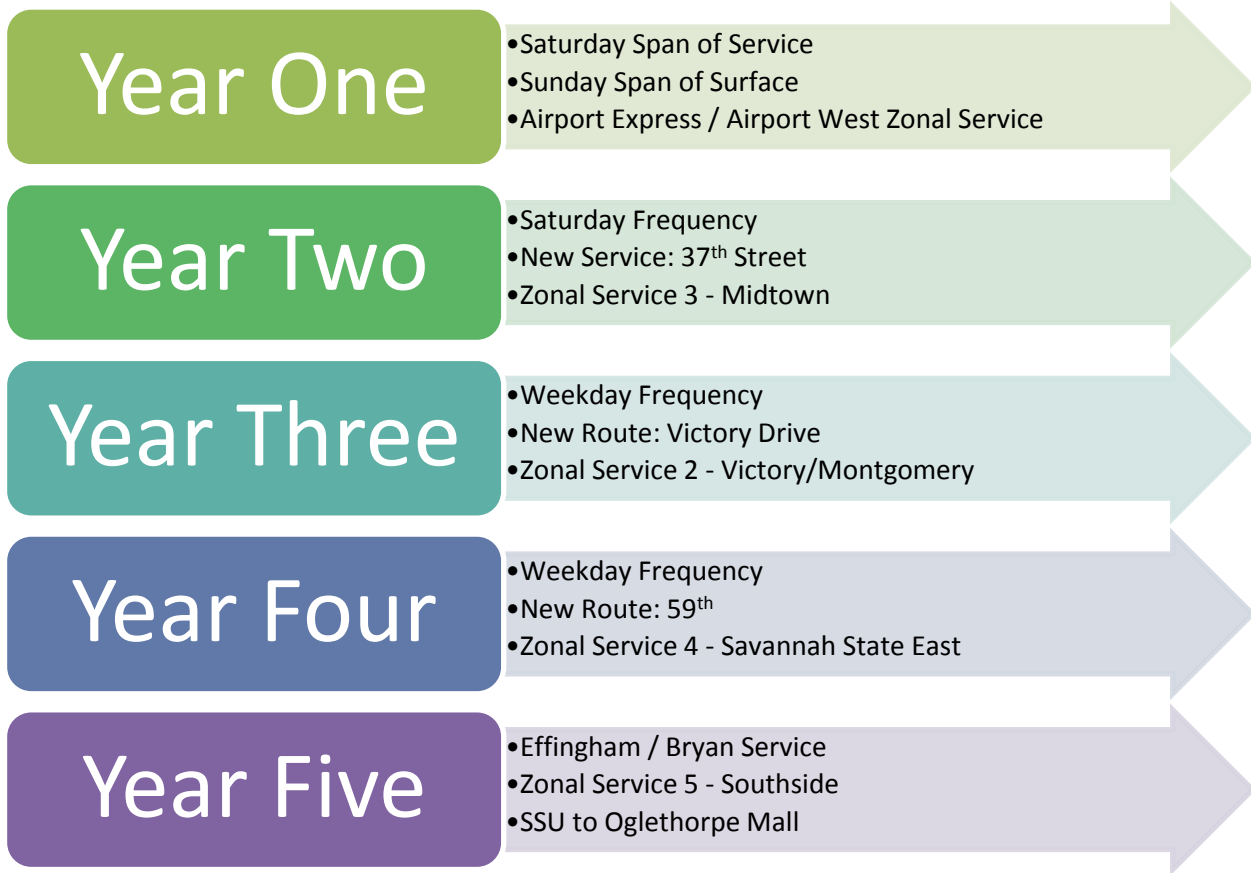 Year One
•Saturday Span of Service
•Sunday Span of Surface
•Airport Express / Airport West Zonal Service
Year Two
•Saturday Frequency
•New Service: 37th Street
•Zonal Service 3 - Midtown
Year Three
•Weekday Frequency
•New Route: Victory Drive
•Zonal Service 2 - Victory/Montgomery
Year Four
•Weekday Frequency
•New Route: 59th
•Zonal Service 4 - Savannah State East
Year Five
•Effingham / Bryan Service
•Zonal Service 5 - Southside
•SSU to Oglethorpe Mall